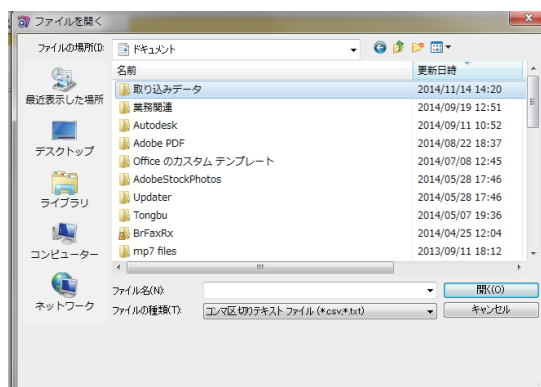 ファイルを開く
ファイルの場所(I):
ドキュメント
最近表示した場所
デスクトップ
ライブラリ
コンピューター
ネットワーク
名前 更新日時
取り込みデータ 2014/11/14 14:20
業務関連 2014/09/19 12:51
Autodesk 2014/09/11 10:52
Adobe PDF 2014/08/22 18:37
Office のカスタム テンプレート 2014/07/08 12:45
AdobeStockPhotos 2014/05/28 17:46
Updater 2014/05/28 17:46
Tongbu 2014/05/07 19:36
BrFaxRx 2014/04/25 12:04
mp7 files 2013/09/11 18:12
ファイル名(N): 開く(O)
ファイルの種類(T): コンマ区切りテキスト ファイル (*.csv,*.txt) キャンセル